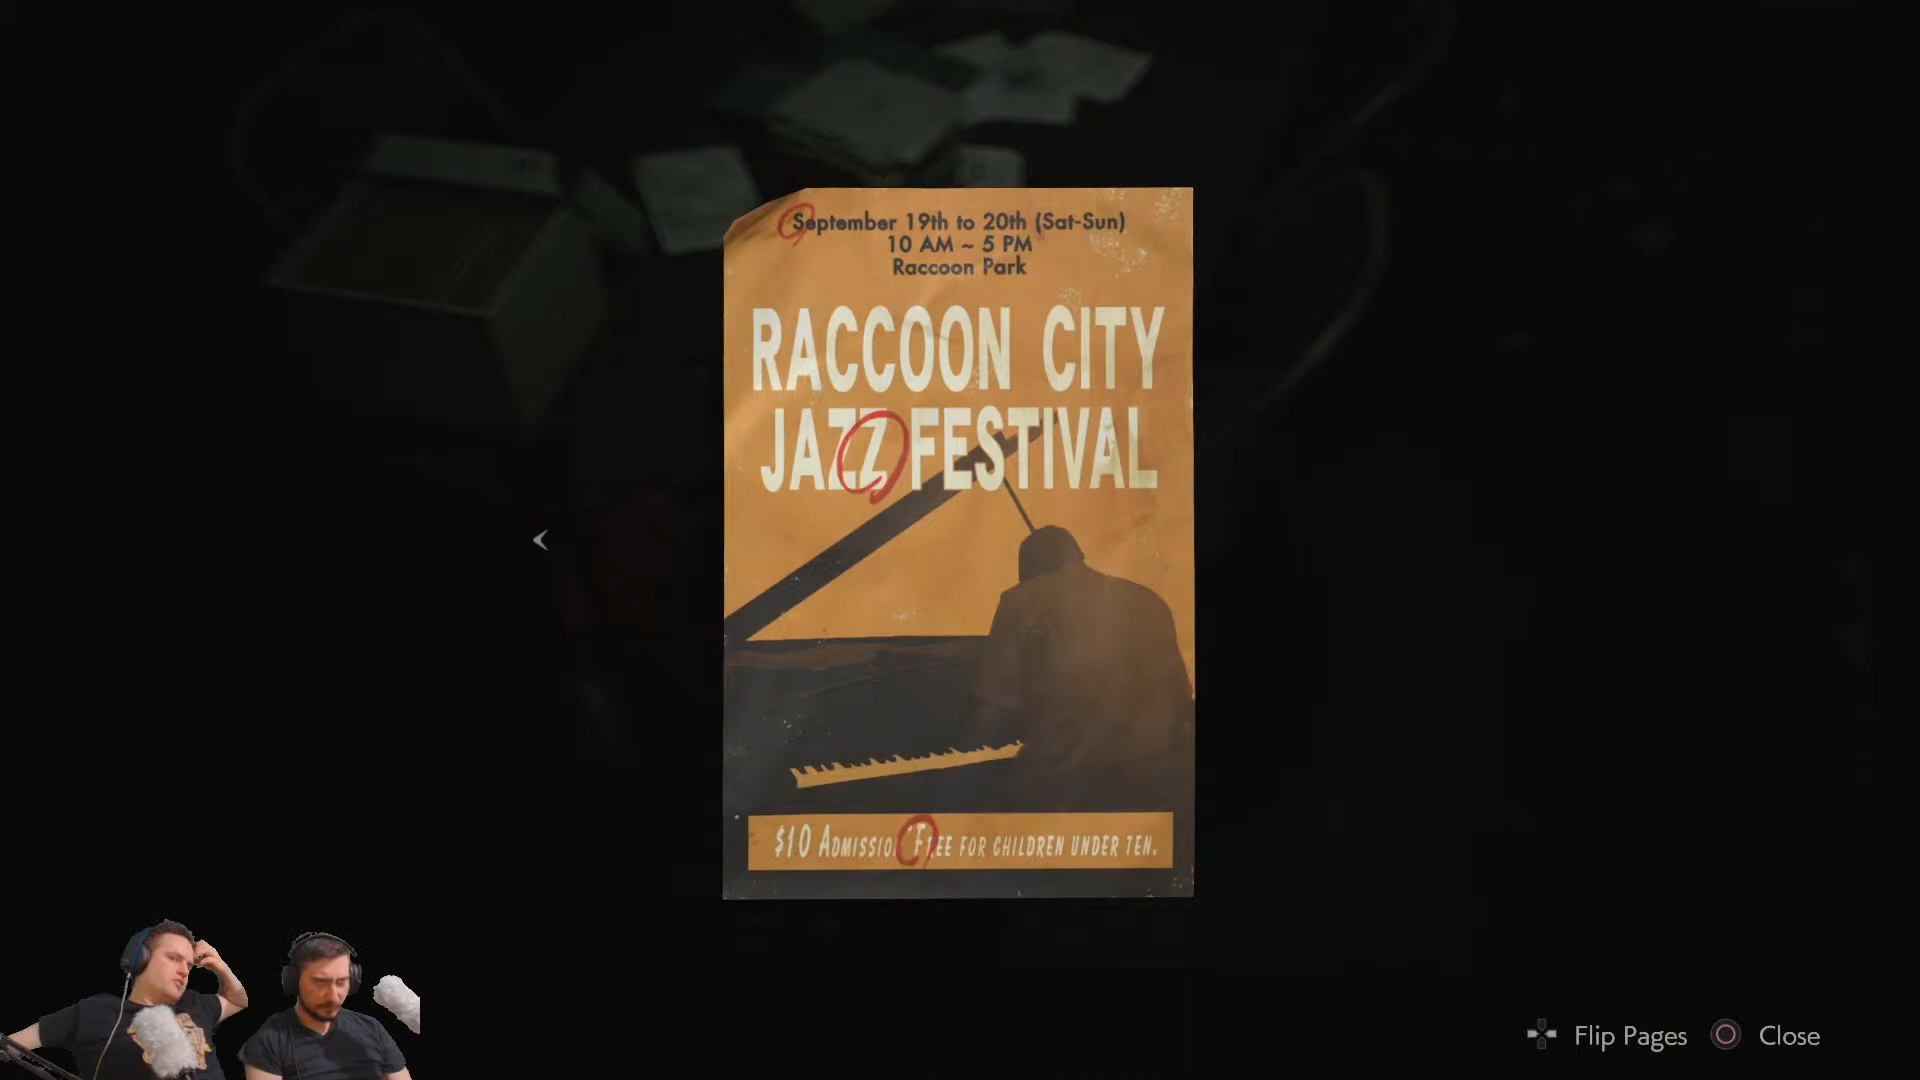 September 19th to 20th (Sat-Sun)
10 AM ~ 5 PM
Raccoon Park
RACCOON CITY
JAZZ FESTIVAL
$10 Admission *Free for children under ten.
Flip Pages
Close